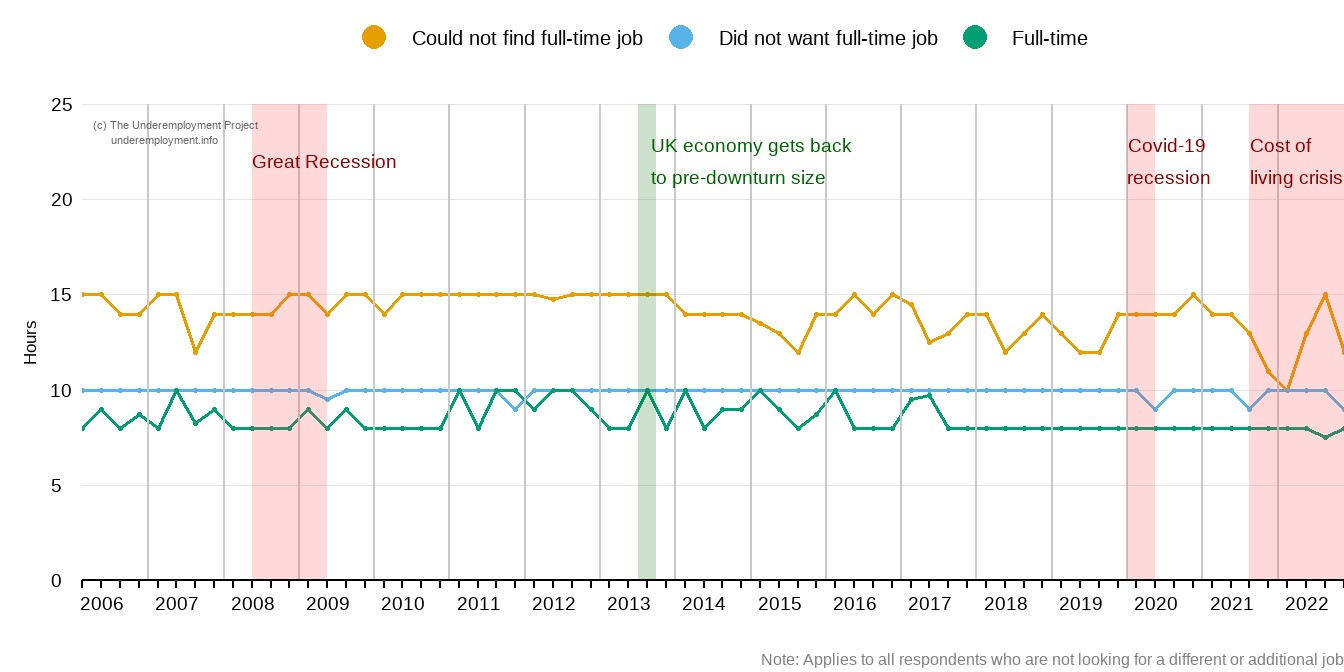 Could not find full-time job Did not want full-time job Full-time
25
(c) The Underemployment Project
underemployment.info
Great Recession
UK economy gets back
to pre-downturn size
Covid-19
recession
Cost of
living crisis
20
15
Hours
10
5
0
2006 2007 2008 2009 2010 2011 2012 2013 2014 2015 2016 2017 2018 2019 2020 2021 2022
Note: Applies to all respondents who are not looking for a different or additional job